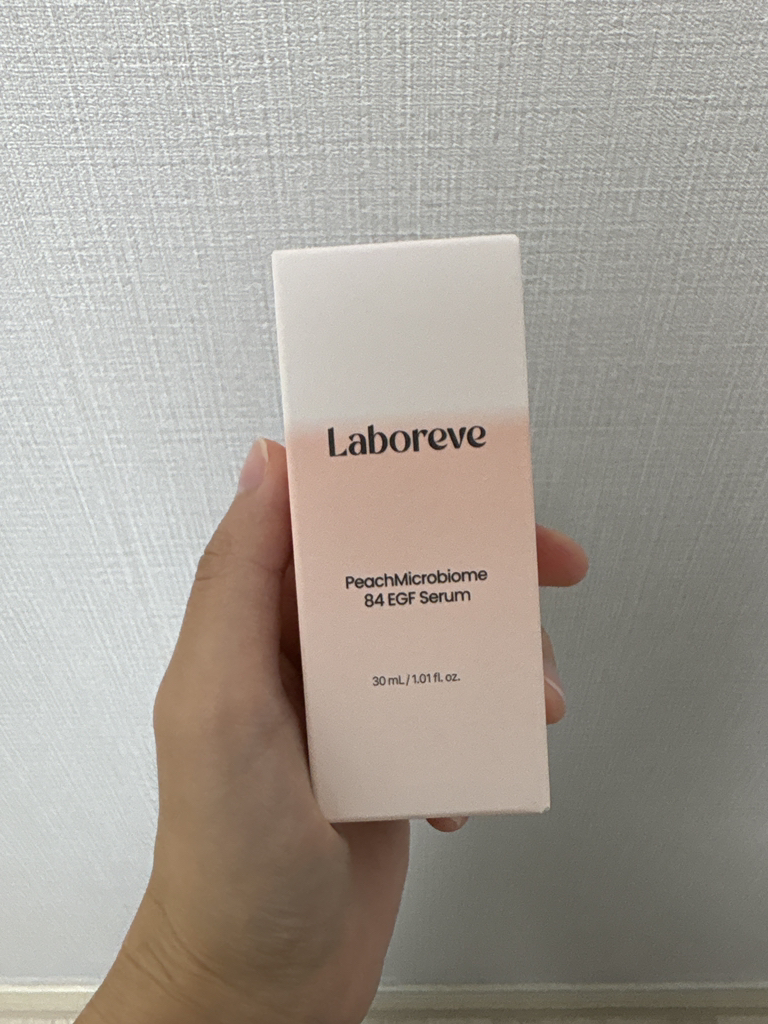 Laboreve
PeachMicrobiome
84 EGF Serum
30 mL / 1.01 fl. oz.